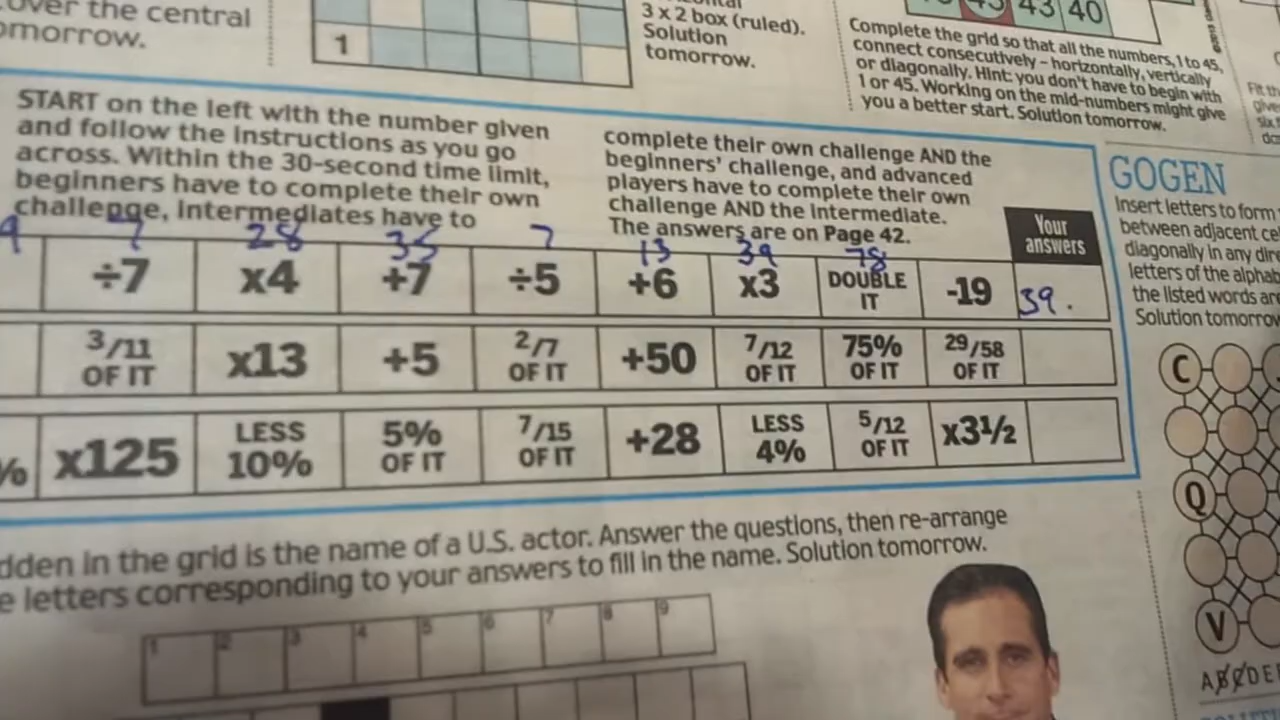 over the central
omorrow.
1
3 x 2 box (ruled).
Solution
tomorrow.
43 40
Complete the grid so that all the numbers, 1 to 45,
connect consecutively – horizontally, vertically
or diagonally. Hint: you don't have to begin with
1 or 45. Working on the mid-numbers might give
you a better start. Solution tomorrow.
START on the left with the number given
and follow the instructions as you go
across. Within the 30-second time limit,
beginners have to complete their own
challenge, intermediates have to
complete their own challenge AND the
beginners' challenge, and advanced
players have to complete their own
challenge AND the intermediate.
The answers are on Page 42.
Your
answers
9 7 28 35 7 13 39 78
÷7 x4 +7 ÷5 +6 x3 DOUBLE IT -19 39.
3/11 OF IT x13 +5 2/7 OF IT +50 7/12 OF IT 75% OF IT 29/58 OF IT
% x125 LESS 10% 5% OF IT 7/15 OF IT +28 LESS 4% 5/12 OF IT x3½
GOGEN
Insert letters to form
between adjacent ce
diagonally in any dire
letters of the alphab
the listed words are
Solution tomorrow
C
Q
V
ABCDE
dden in the grid is the name of a U.S. actor. Answer the questions, then re-arrange
e letters corresponding to your answers to fill in the name. Solution tomorrow.
1 2 3 4 5 6 7 8 9